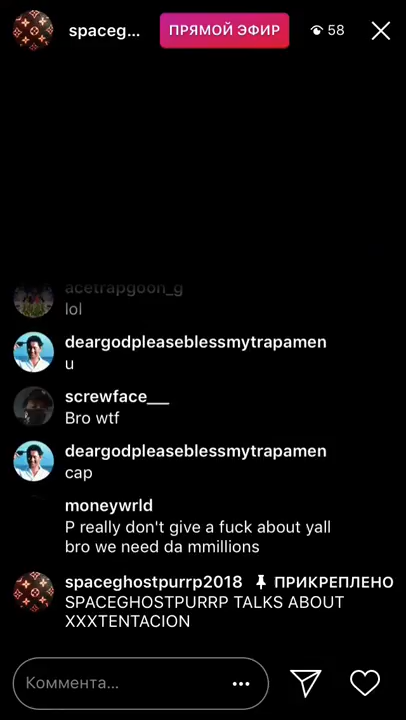 spaceg...
ПРЯМОЙ ЭФИР
58
acetrapgoon_g
lol
deargodpleaseblessmytrapamen
u
screwface___
Bro wtf
deargodpleaseblessmytrapamen
cap
moneywrld
P really don't give a fuck about yall
bro we need da mmillions
spaceghostpurrp2018 ПРИКРЕПЛЕНО
SPACEGHOSTPURRP TALKS ABOUT
XXXTENTACION
Коммента...